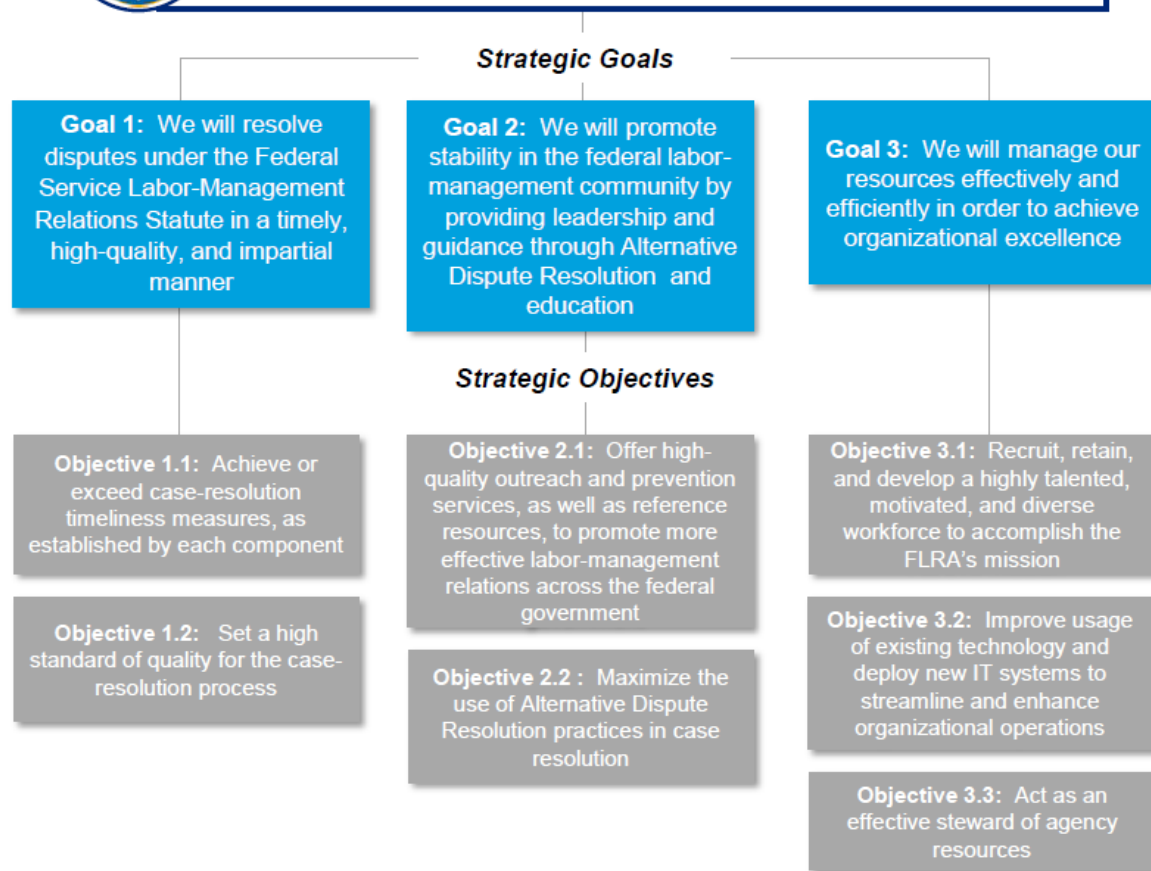 Strategic Goals
Goal 1: We will resolve
disputes under the Federal
Service Labor-Management
Relations Statute in a timely,
high-quality, and impartial
manner
Goal 2: We will promote
stability in the federal labor-
management community by
providing leadership and
guidance through Alternative
Dispute Resolution and
education
Goal 3: We will manage our
resources effectively and
efficiently in order to achieve
organizational excellence
Strategic Objectives
Objective 1.1: Achieve or
exceed case-resolution
timeliness measures, as
established by each component
Objective 1.2: Set a high
standard of quality for the case-
resolution process
Objective 2.1: Offer high-
quality outreach and prevention
services, as well as reference
resources, to promote more
effective labor-management
relations across the federal
government
Objective 2.2 : Maximize the
use of Alternative Dispute
Resolution practices in case
resolution
Objective 3.1: Recruit, retain,
and develop a highly talented,
motivated, and diverse
workforce to accomplish the
FLRA's mission
Objective 3.2: Improve usage
of existing technology and
deploy new IT systems to
streamline and enhance
organizational operations
Objective 3.3: Act as an
effective steward of agency
resources